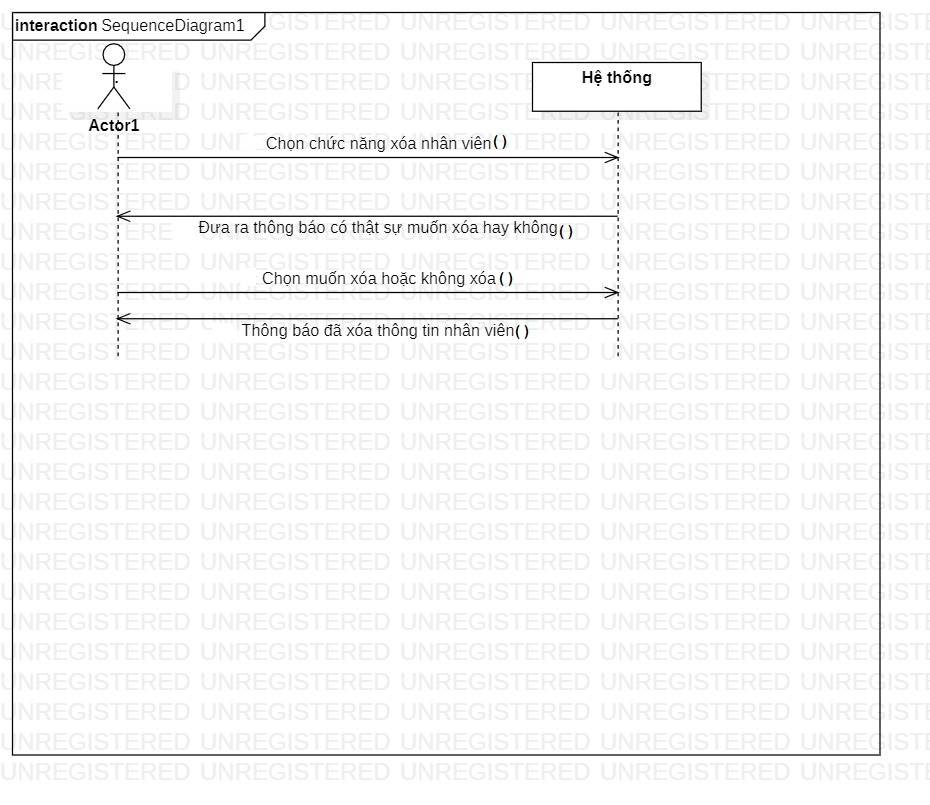 interaction SequenceDiagram1
Hệ thống
Actor1
Chọn chức năng xóa nhân viên()
Đưa ra thông báo có thật sự muốn xóa hay không()
Chọn muốn xóa hoặc không xóa()
Thông báo đã xóa thông tin nhân viên()
UNREGISTERED UNREGISTERED UNREGISTERED UNREGISTERED UNREGISTE